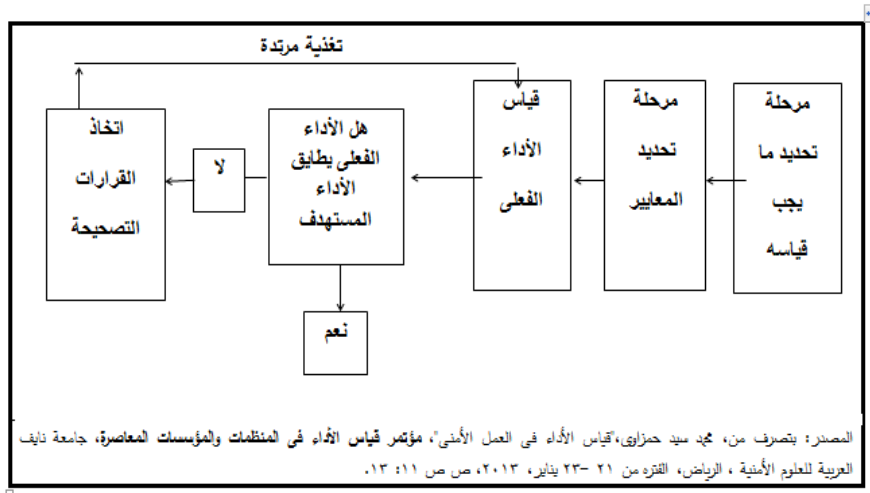 تغذية مرتدة
مرحلة
تحديد ما
يجب
قياسه
مرحلة
تحديد
المعايير
قياس
الأداء
الفعلى
هل الأداء
الفعلى يطايق
الأداء
المستهدف
لا
نعم
اتخاذ
القرارات
التصحيحة
المصدر: بتصرف من، محمد سيد حمزاوى،"قياس الأداء فى العمل الأمنى"، مؤتمر قياس الأداء فى المنظمات والمؤسسات المعاصرة، جامعة نايف
العربية للعلوم الأمنية ، الرياض، الفتره من ٢١ -٢٣ يناير، ٢٠١٣، ص ص ١١: ١٣.